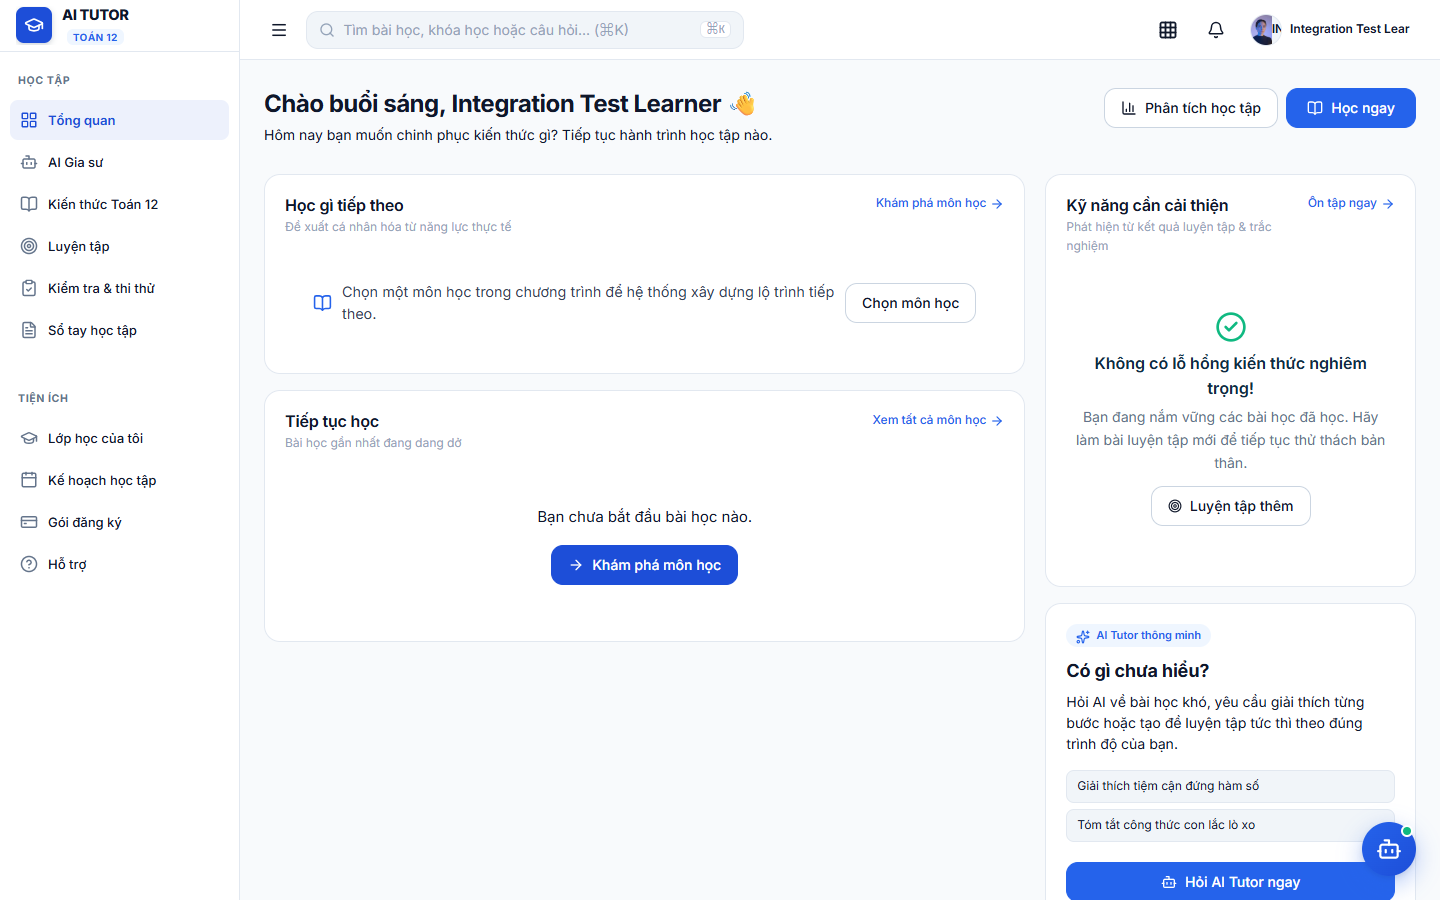 AI TUTOR
TOÁN 12
HỌC TẬP
Tổng quan
AI Gia sư
Kiến thức Toán 12
Luyện tập
Kiểm tra & thi thử
Sổ tay học tập
TIỆN ÍCH
Lớp học của tôi
Kế hoạch học tập
Gói đăng ký
Hỗ trợ
Tìm bài học, khóa học hoặc câu hỏi... (⌘K)
⌘K
IN
Integration Test Lear
Chào buổi sáng, Integration Test Learner 👋
Hôm nay bạn muốn chinh phục kiến thức gì? Tiếp tục hành trình học tập nào.
Phân tích học tập
Học ngay
Học gì tiếp theo
Khám phá môn học →
Đề xuất cá nhân hóa từ năng lực thực tế
Chọn một môn học trong chương trình để hệ thống xây dựng lộ trình tiếp
theo.
Chọn môn học
Tiếp tục học
Xem tất cả môn học →
Bài học gần nhất đang dang dở
Bạn chưa bắt đầu bài học nào.
→ Khám phá môn học
Kỹ năng cần cải thiện
Ôn tập ngay →
Phát hiện từ kết quả luyện tập & trắc
nghiệm
Không có lỗ hổng kiến thức nghiêm
trọng!
Bạn đang nắm vững các bài học đã học. Hãy
làm bài luyện tập mới để tiếp tục thử thách bản
thân.
Luyện tập thêm
AI Tutor thông minh
Có gì chưa hiểu?
Hỏi AI về bài học khó, yêu cầu giải thích từng
bước hoặc tạo đề luyện tập tức thì theo đúng
trình độ của bạn.
Giải thích tiệm cận đứng hàm số
Tóm tắt công thức con lắc lò xo
Hỏi AI Tutor ngay